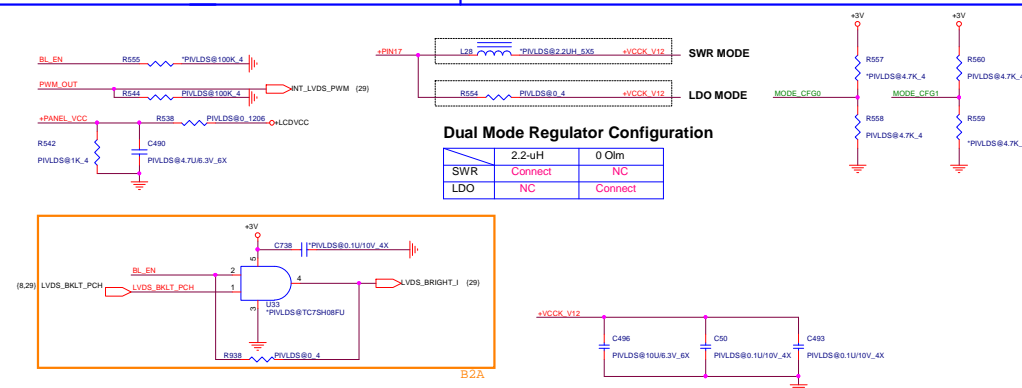 BL_EN
R555
*PIVLDS@100K_4
PWM_OUT
R544
PIVLDS@100K_4
INT_LVDS_PWM (29)
+PANEL_VCC
R538
PIVLDS@0_1206
+LCDVCC
R542
PIVLDS@1K_4
C490
PIVLDS@4.7U/6.3V_6X
+PIN17
L28
*PIVLDS@2.2UH_5X5
+VCCK_V12
SWR MODE
R554
PIVLDS@0_4
+VCCK_V12
LDO MODE
Dual Mode Regulator Configuration
2.2-uH 0 Olm
SWR Connect NC
LDO NC Connect
+3V
+3V
R557
*PIVLDS@4.7K_4
R560
PIVLDS@4.7K_4
MODE_CFG0
MODE_CFG1
R558
PIVLDS@4.7K_4
R559
*PIVLDS@4.7K_
+3V
C738
*PIVLDS@0.1U/10V_4X
5
BL_EN
2
4
(8,29) LVDS_BKLT_PCH
LVDS_BKLT_PCH
1
LVDS_BRIGHT_I (29)
3
U33
*PIVLDS@TC7SH08FU
R938
PIVLDS@0_4
B2A
+VCCK_V12
C496
PIVLDS@10U/6.3V_6X
C50
PIVLDS@0.1U/10V_4X
C493
PIVLDS@0.1U/10V_4X